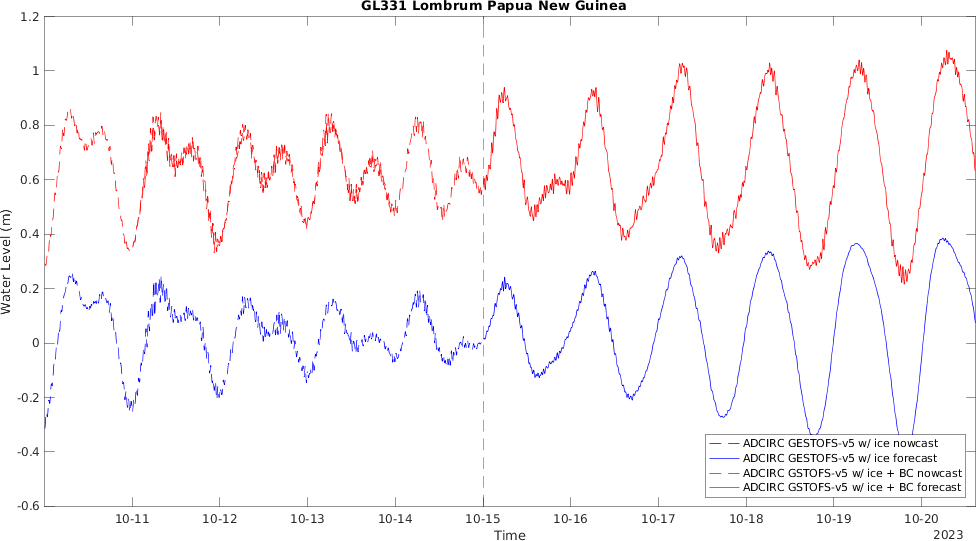 GL331 Lombrum Papua New Guinea
1.2
1
0.8
0.6
0.4
0.2
0
-0.2
-0.4
-0.6
Water Level (m)
ADCIRC GESTOFS-v5 w/ ice nowcast
ADCIRC GESTOFS-v5 w/ ice forecast
ADCIRC GSTOFS-v5 w/ ice + BC nowcast
ADCIRC GSTOFS-v5 w/ ice + BC forecast
10-11 10-12 10-13 10-14 10-15 10-16 10-17 10-18 10-19 10-20
Time
2023